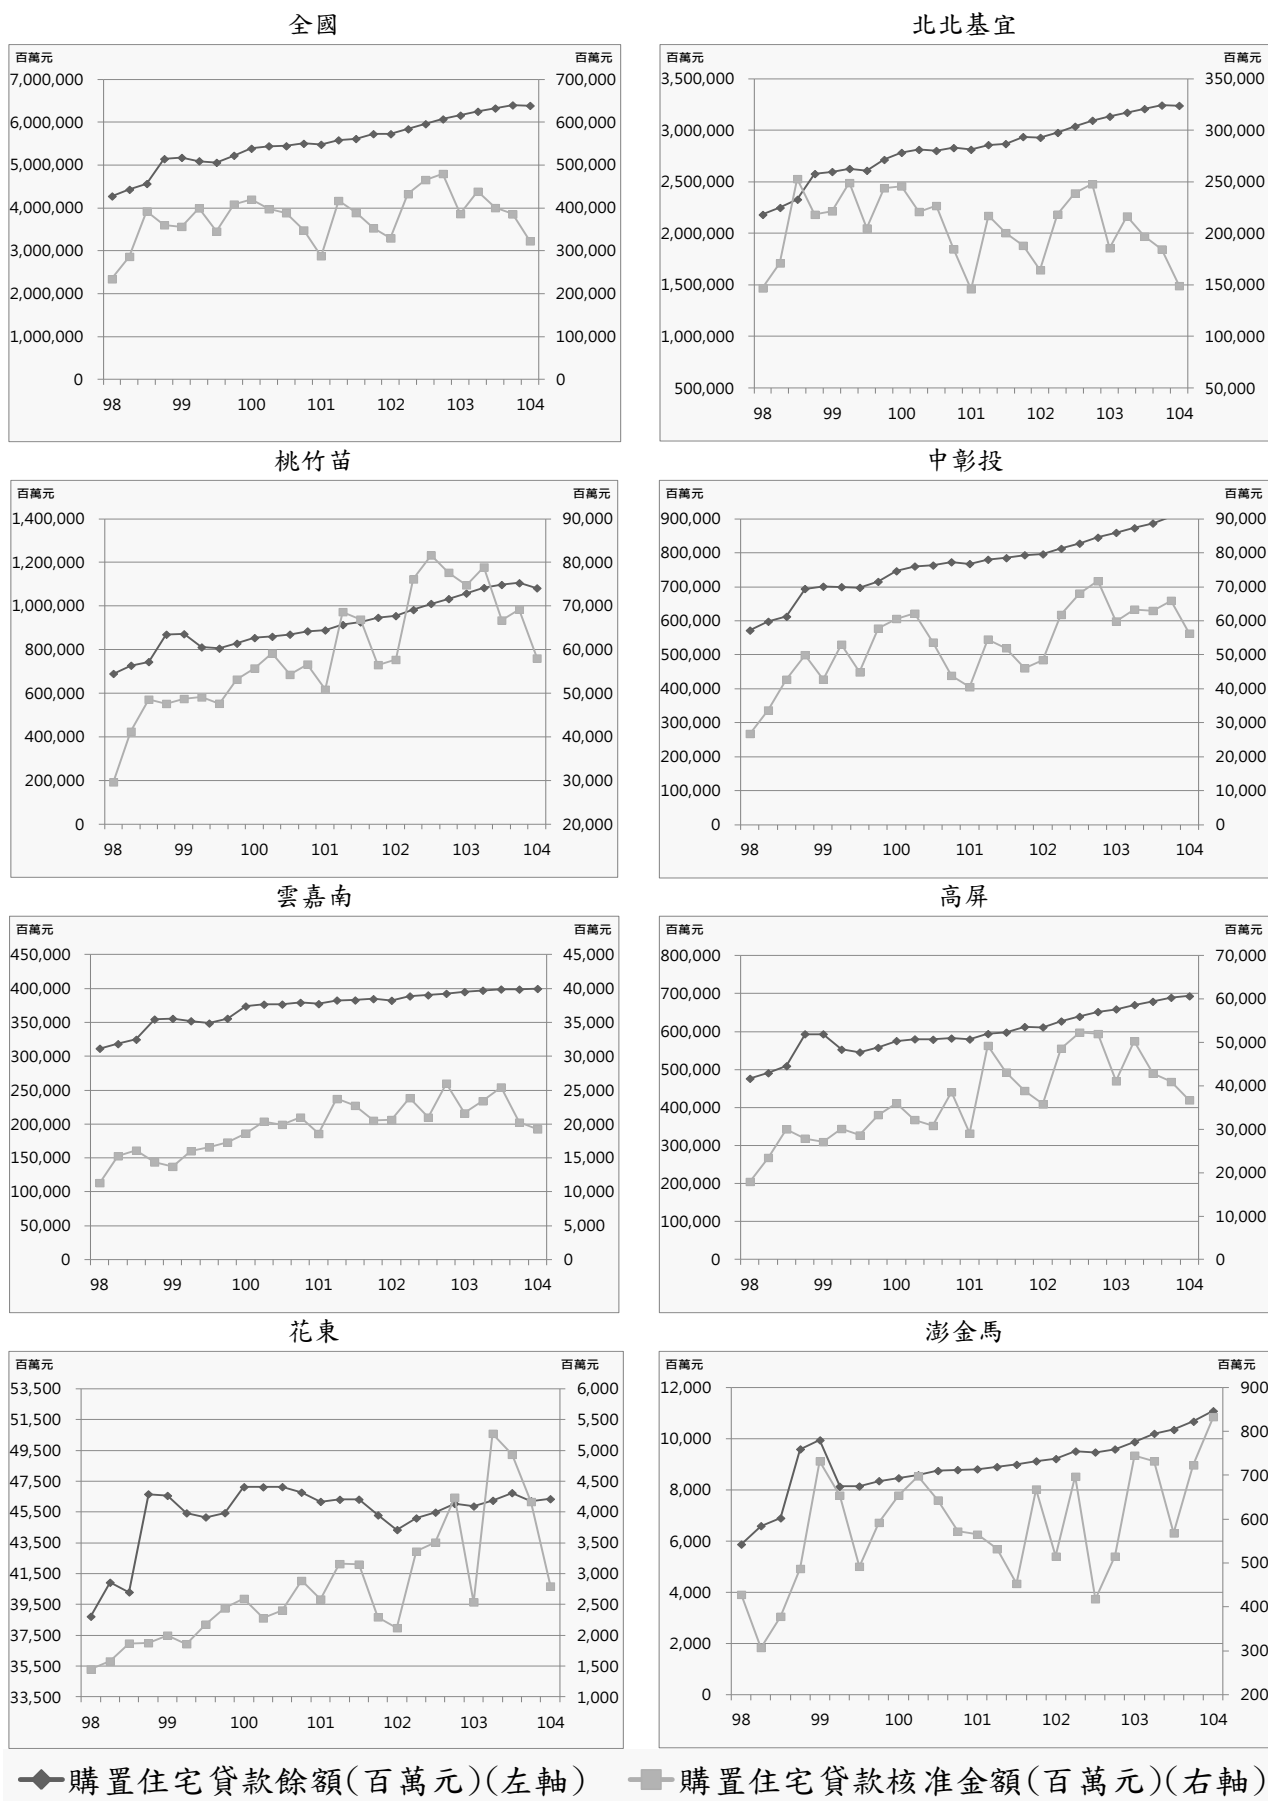 全國
百萬元 百萬元
7,000,000 700,000
6,000,000 600,000
5,000,000 500,000
4,000,000 400,000
3,000,000 300,000
2,000,000 200,000
1,000,000 100,000
0 0
98 99 100 101 102 103 104
北北基宜
百萬元 百萬元
3,500,000 350,000
3,000,000 300,000
2,500,000 250,000
2,000,000 200,000
1,500,000 150,000
1,000,000 100,000
500,000 50,000
98 99 100 101 102 103 104
桃竹苗
百萬元 百萬元
1,400,000 90,000
1,200,000 80,000
1,000,000 70,000
800,000 60,000
600,000 50,000
400,000 40,000
200,000 30,000
0 20,000
98 99 100 101 102 103 104
中彰投
百萬元 百萬元
900,000 90,000
800,000 80,000
700,000 70,000
600,000 60,000
500,000 50,000
400,000 40,000
300,000 30,000
200,000 20,000
100,000 10,000
0 0
98 99 100 101 102 103 104
雲嘉南
百萬元 百萬元
450,000 45,000
400,000 40,000
350,000 35,000
300,000 30,000
250,000 25,000
200,000 20,000
150,000 15,000
100,000 10,000
50,000 5,000
0 0
98 99 100 101 102 103 104
高屏
百萬元 百萬元
800,000 70,000
700,000 60,000
600,000 50,000
500,000 40,000
400,000 30,000
300,000 20,000
200,000 10,000
100,000 0
0
98 99 100 101 102 103 104
花東
百萬元 百萬元
53,500 6,000
51,500 5,500
49,500 5,000
47,500 4,500
45,500 4,000
43,500 3,500
41,500 3,000
39,500 2,500
37,500 2,000
35,500 1,500
33,500 1,000
98 99 100 101 102 103 104
澎金馬
百萬元 百萬元
12,000 900
10,000 800
8,000 700
6,000 600
4,000 500
2,000 400
0 300
200
98 99 100 101 102 103 104
購置住宅貸款餘額(百萬元)(左軸) 購置住宅貸款核准金額(百萬元)(右軸)